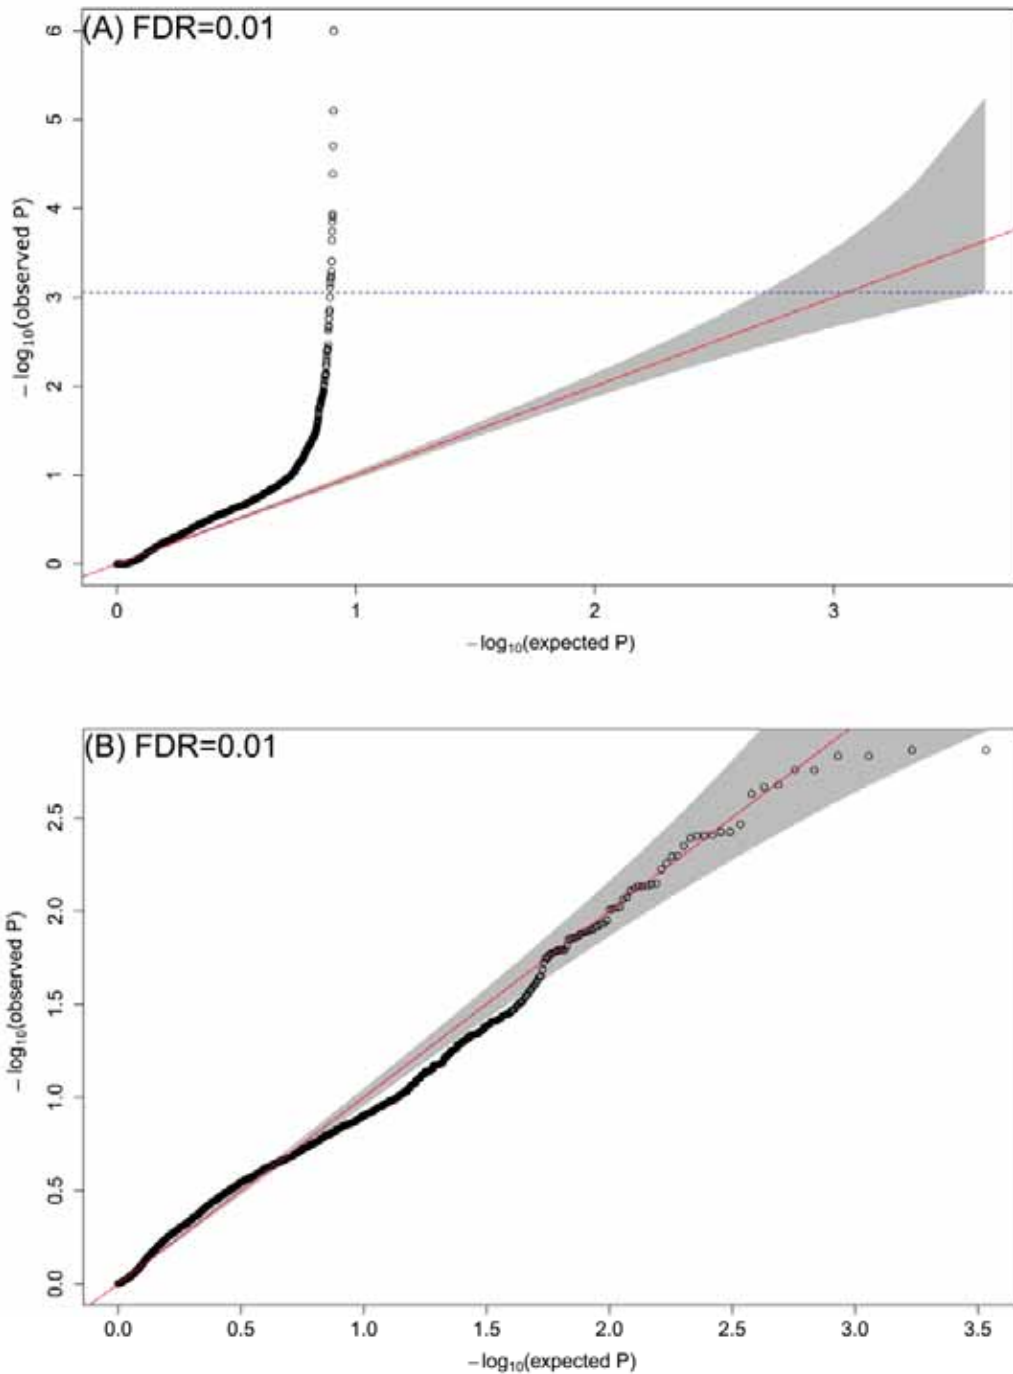 (A) FDR=0.01
6
5
4
3
2
1
0
−log10(observed P)
0 1 2 3
−log10(expected P)
(B) FDR=0.01
2.5
2.0
1.5
1.0
0.5
0.0
−log10(observed P)
0.0 0.5 1.0 1.5 2.0 2.5 3.0 3.5
−log10(expected P)